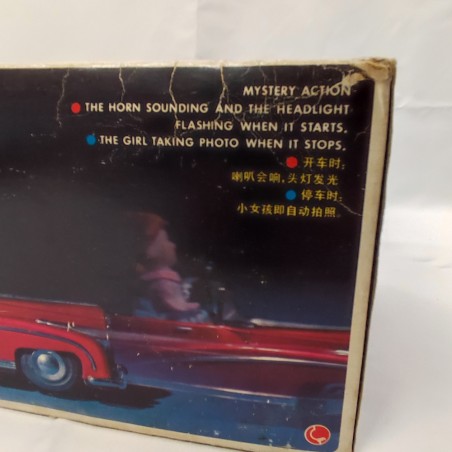 MYSTERY ACTION
THE HORN SOUNDING AND THE HEADLIGHT
FLASHING WHEN IT STARTS.
THE GIRL TAKING PHOTO WHEN IT STOPS.
开车时:
喇叭会响,头灯发光
停车时:
小女孩即自动拍照。